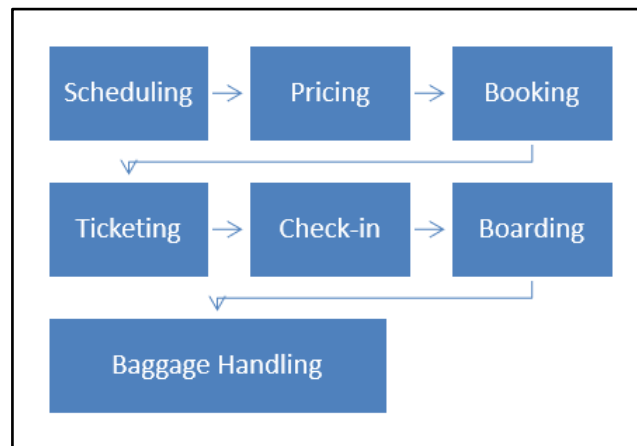 Scheduling
Pricing
Booking
Ticketing
Check-in
Boarding
Baggage Handling